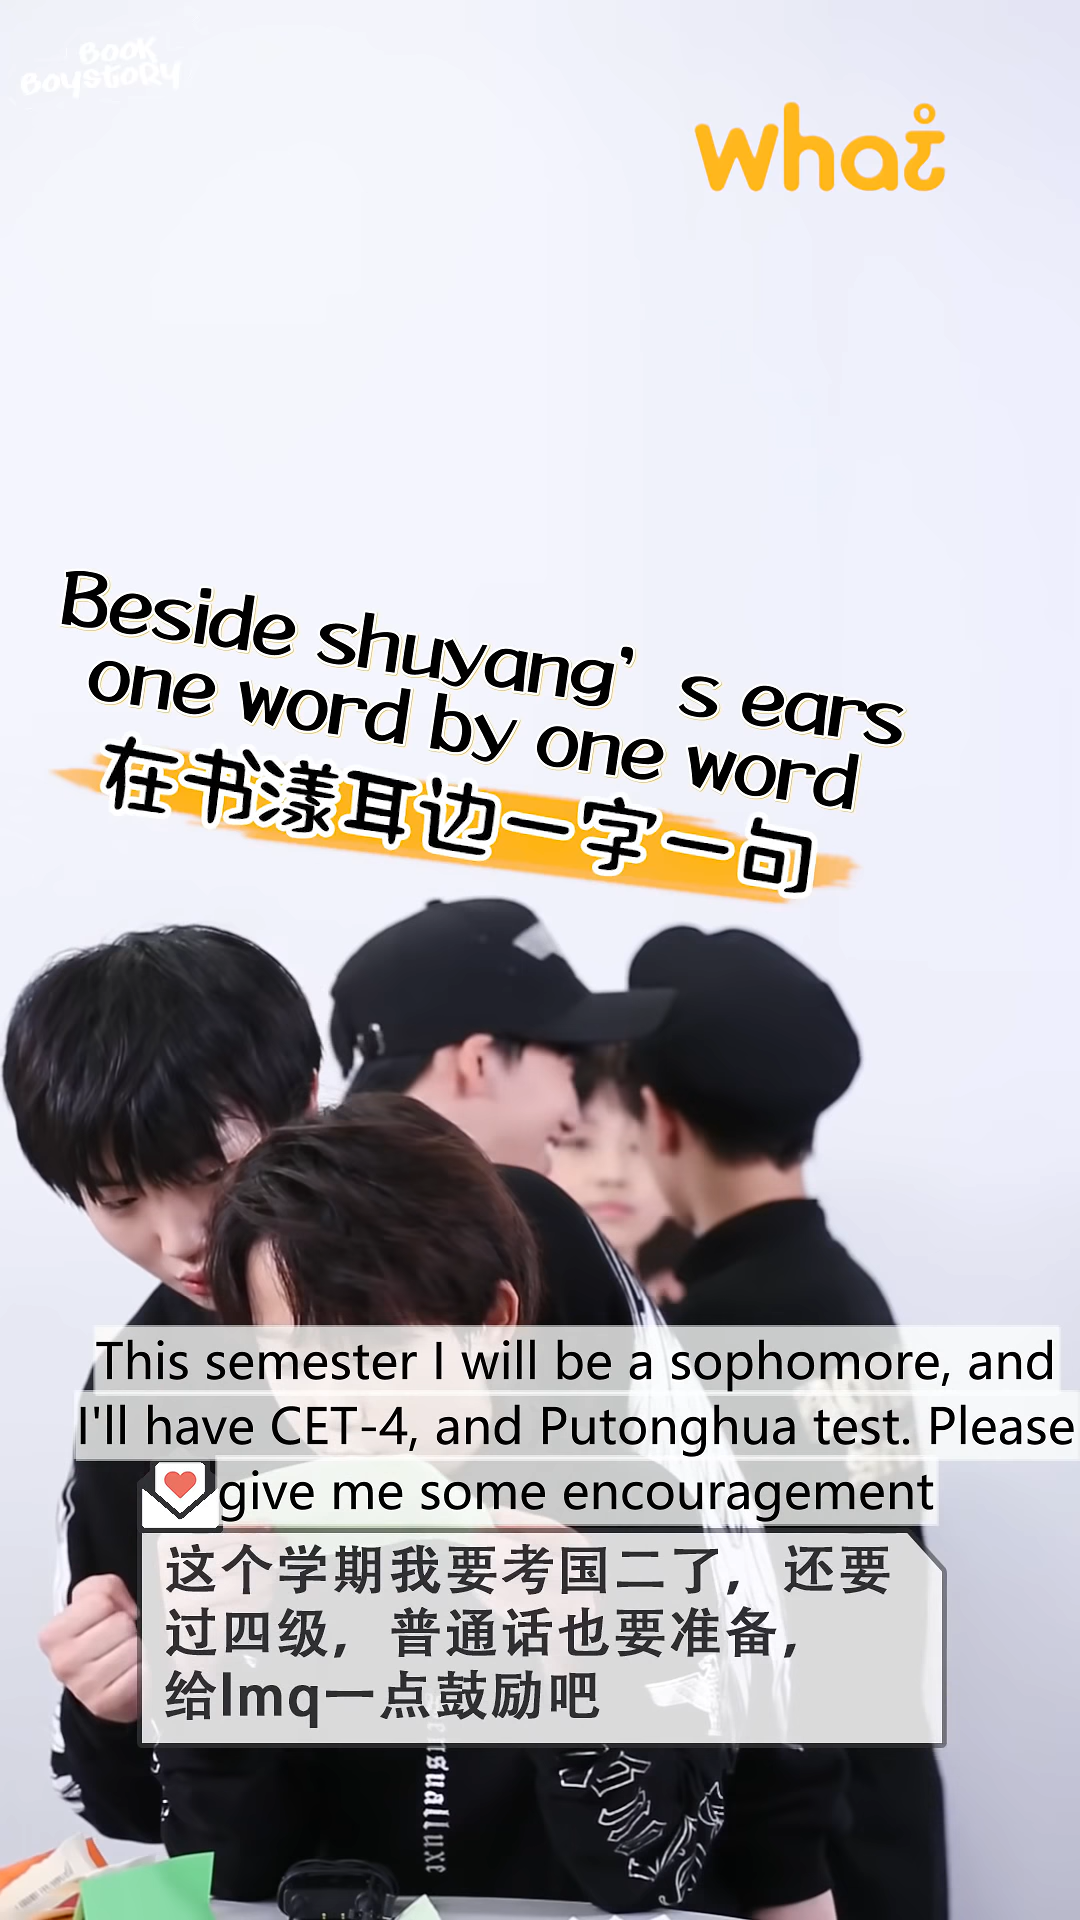 BOOK
BOYSTORY
what
Beside shuyang's ears
one word by one word
在书漾耳边一字一句
This semester I will be a sophomore, and
I'll have CET-4, and Putonghua test. Please
give me some encouragement
这个学期我要考国二了，还要
过四级，普通话也要准备，
给lmq一点鼓励吧
ensualluxe